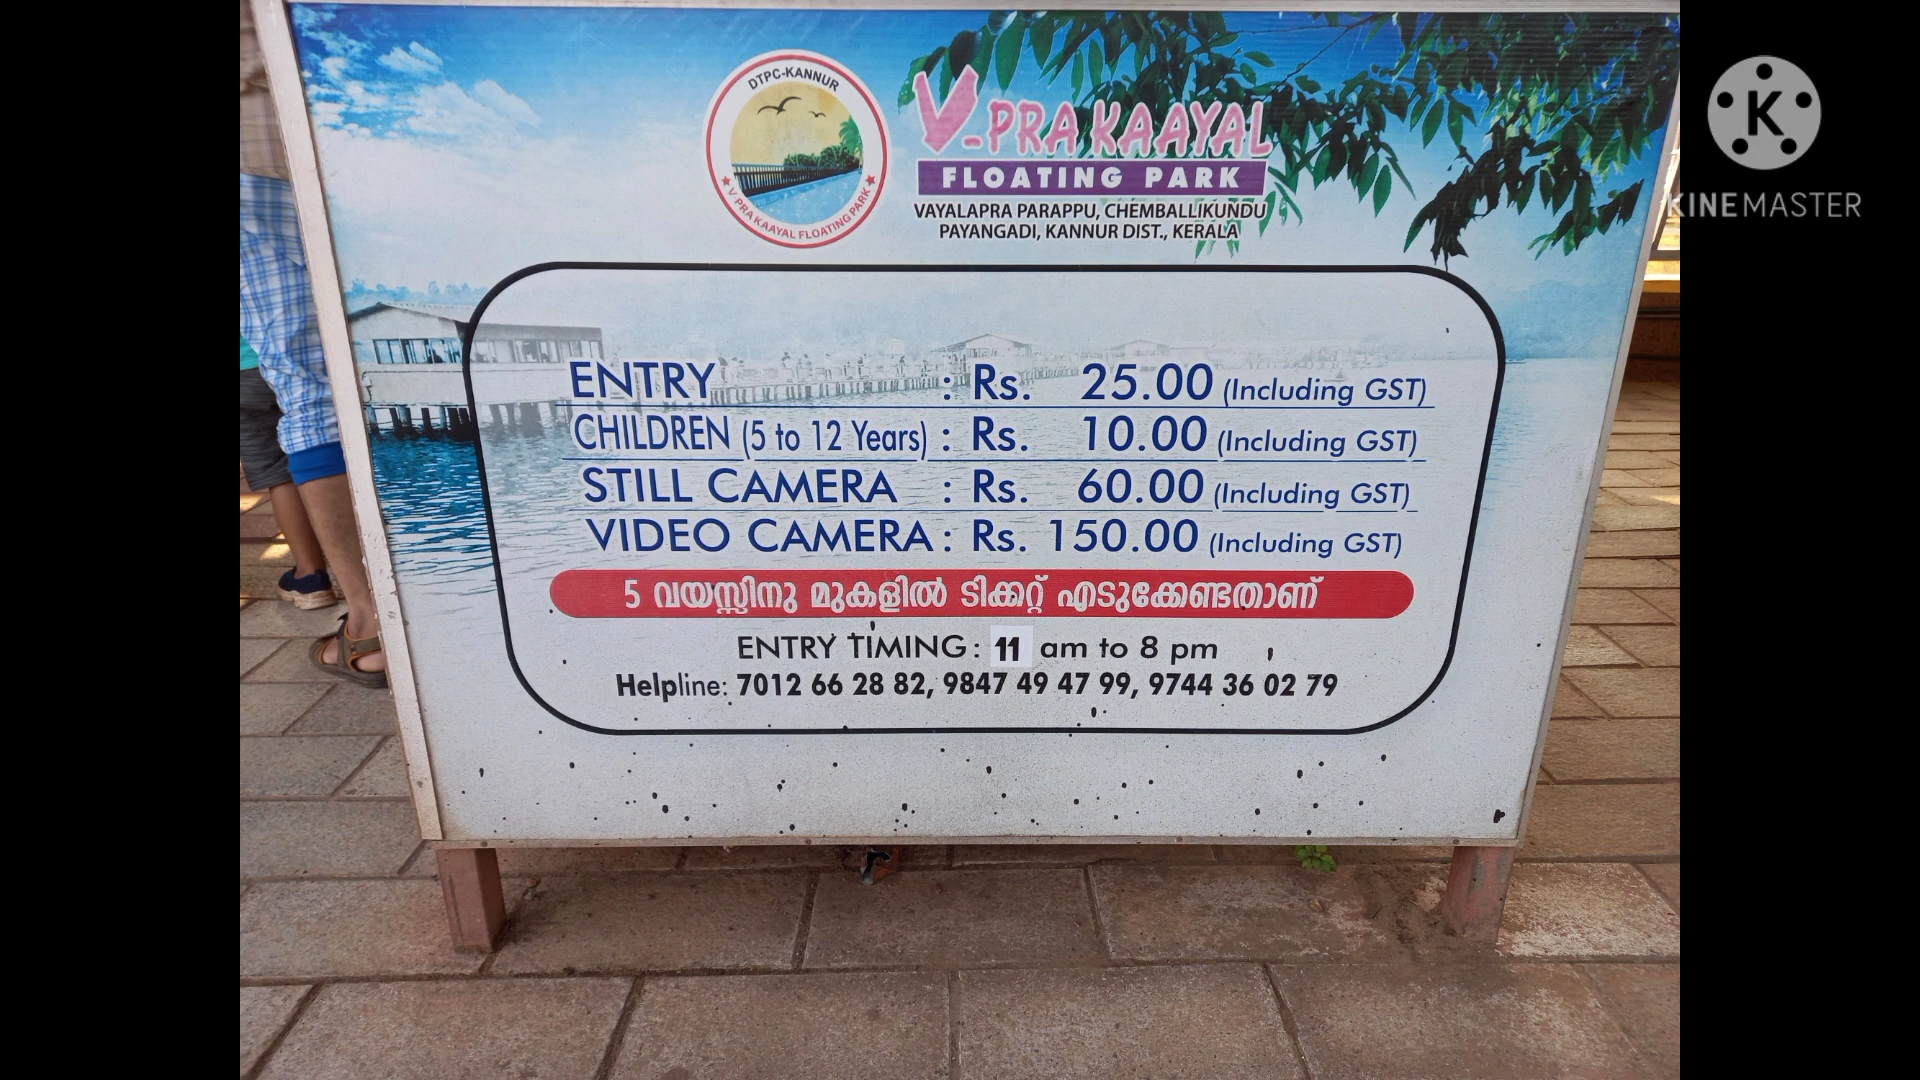 DTPC-KANNUR
V-PRA KAAYAL FLOATING PARK
V-PRA KAAYAL
FLOATING PARK
VAYALAPRA PARAPPU, CHEMBALLIKUNDU
PAYANGADI, KANNUR DIST., KERALA
ENTRY : Rs. 25.00 (Including GST)
CHILDREN (5 to 12 Years) : Rs. 10.00 (Including GST)
STILL CAMERA : Rs. 60.00 (Including GST)
VIDEO CAMERA : Rs. 150.00 (Including GST)
5 വയസ്സിനു മുകളിൽ ടിക്കറ്റ് എടുക്കേണ്ടതാണ്
ENTRY TIMING : 11 am to 8 pm
Helpline: 7012 66 28 82, 9847 49 47 99, 9744 36 02 79
K
KINEMASTER